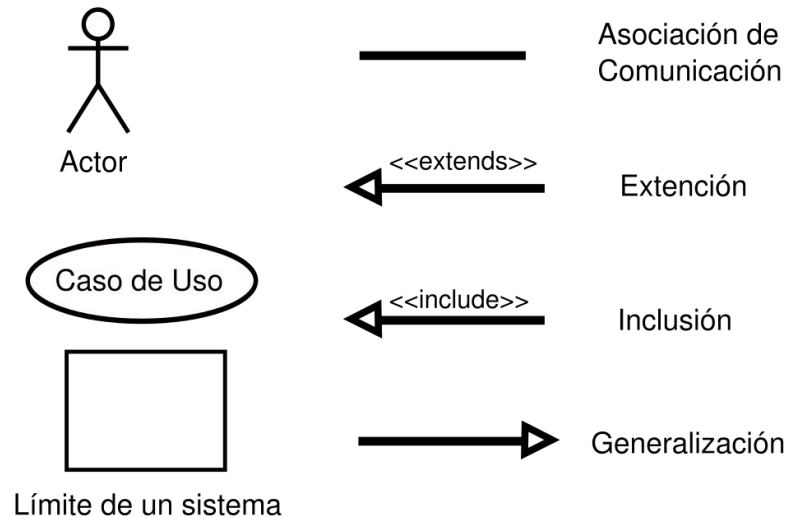 Actor
Caso de Uso
Límite de un sistema
Asociación de
Comunicación
<<extends>>
Extención
<<include>>
Inclusión
Generalización